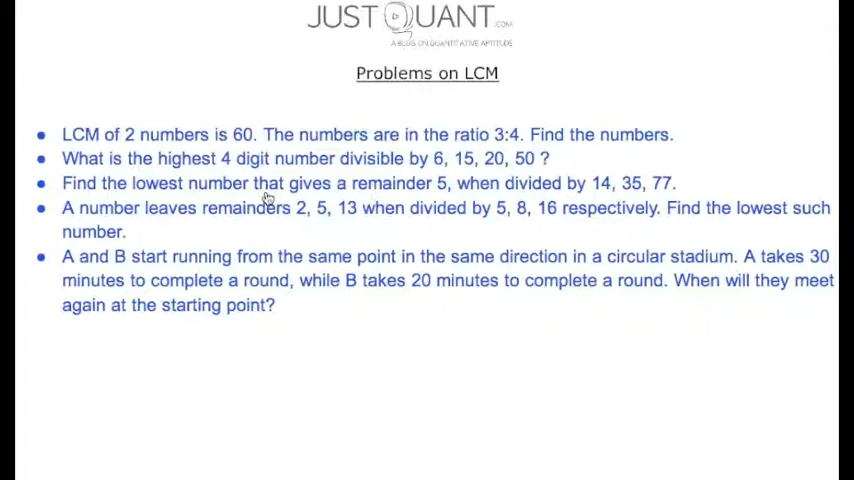 JUST QUANT.COM
A BLOG ON QUANTITATIVE APTITUDE
Problems on LCM
• LCM of 2 numbers is 60. The numbers are in the ratio 3:4. Find the numbers.
• What is the highest 4 digit number divisible by 6, 15, 20, 50 ?
• Find the lowest number that gives a remainder 5, when divided by 14, 35, 77.
• A number leaves remainders 2, 5, 13 when divided by 5, 8, 16 respectively. Find the lowest such
number.
• A and B start running from the same point in the same direction in a circular stadium. A takes 30
minutes to complete a round, while B takes 20 minutes to complete a round. When will they meet
again at the starting point?